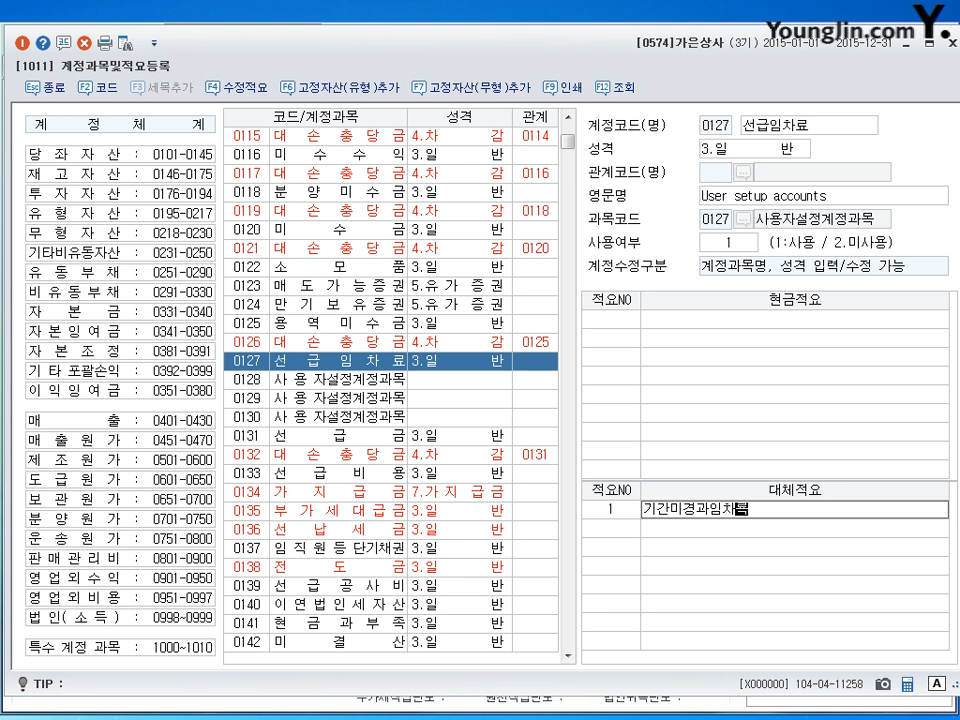 YoungJin.com Y.
[0574]가은상사 (3기) 2015-01-01 2015-12-31
[1011] 계정과목및적요등록
Esc 종료 F2 코드 F3 세목추가 F4 수정적요 F6 고정자산(유형)추가 F7 고정자산(무형)추가 F9 인쇄 F12 조회
계 정 체 계
당 좌 자 산 : 0101-0145
재 고 자 산 : 0146-0175
투 자 자 산 : 0176-0194
유 형 자 산 : 0195-0217
무 형 자 산 : 0218-0230
기타비유동자산 : 0231-0250
유 동 부 채 : 0251-0290
비 유 동 부 채 : 0291-0330
자 본 금 : 0331-0340
자 본 잉 여 금 : 0341-0350
자 본 조 정 : 0381-0391
기 타 포괄손익 : 0392-0399
이 익 잉 여 금 : 0351-0380
매 출 : 0401-0430
매 출 원 가 : 0451-0470
제 조 원 가 : 0501-0600
도 급 원 가 : 0601-0650
보 관 원 가 : 0651-0700
분 양 원 가 : 0701-0750
운 송 원 가 : 0751-0800
판 매 관 리 비 : 0801-0900
영 업 외 수 익 : 0901-0950
영 업 외 비 용 : 0951-0997
법 인( 소 득 ) : 0998~0999
특수 계정 과목 : 1000~1010
코드/계정과목 성격 관계
0115 대 손 충 당 금 4.차 감 0114
0116 미 수 수 익 3.일 반
0117 대 손 충 당 금 4.차 감 0116
0118 분 양 미 수 금 3.일 반
0119 대 손 충 당 금 4.차 감 0118
0120 미 수 금 3.일 반
0121 대 손 충 당 금 4.차 감 0120
0122 소 모 품 3.일 반
0123 매 도 가 능 증 권 5.유 가 증 권
0124 만 기 보 유 증 권 5.유 가 증 권
0125 용 역 미 수 금 3.일 반
0126 대 손 충 당 금 4.차 감 0125
0127 선 급 임 차 료 3.일 반
0128 사 용 자설정계정과목
0129 사 용 자설정계정과목
0130 사 용 자설정계정과목
0131 선 급 금 3.일 반
0132 대 손 충 당 금 4.차 감 0131
0133 선 급 비 용 3.일 반
0134 가 지 급 금 7.가 지 급 금
0135 부 가 세 대 급 금 3.일 반
0136 선 납 세 금 3.일 반
0137 임 직 원 등 단기채권 3.일 반
0138 전 도 금 3.일 반
0139 선 급 공 사 비 3.일 반
0140 이 연 법 인 세 자 산 3.일 반
0141 현 금 과 부 족 3.일 반
0142 미 결 산 3.일 반
계정코드(명) 0127 선급임차료
성격 3.일 반
관계코드(명)
영문명 User setup accounts
과목코드 0127 사용자설정계정과목
사용여부 1 (1:사용 / 2.미사용)
계정수정구분 계정과목명, 성격 입력/수정 가능
적요NO 현금적요
적요NO 대체적요
1 기간미경과임차
TIP :
[X000000] 104-04-11258 A